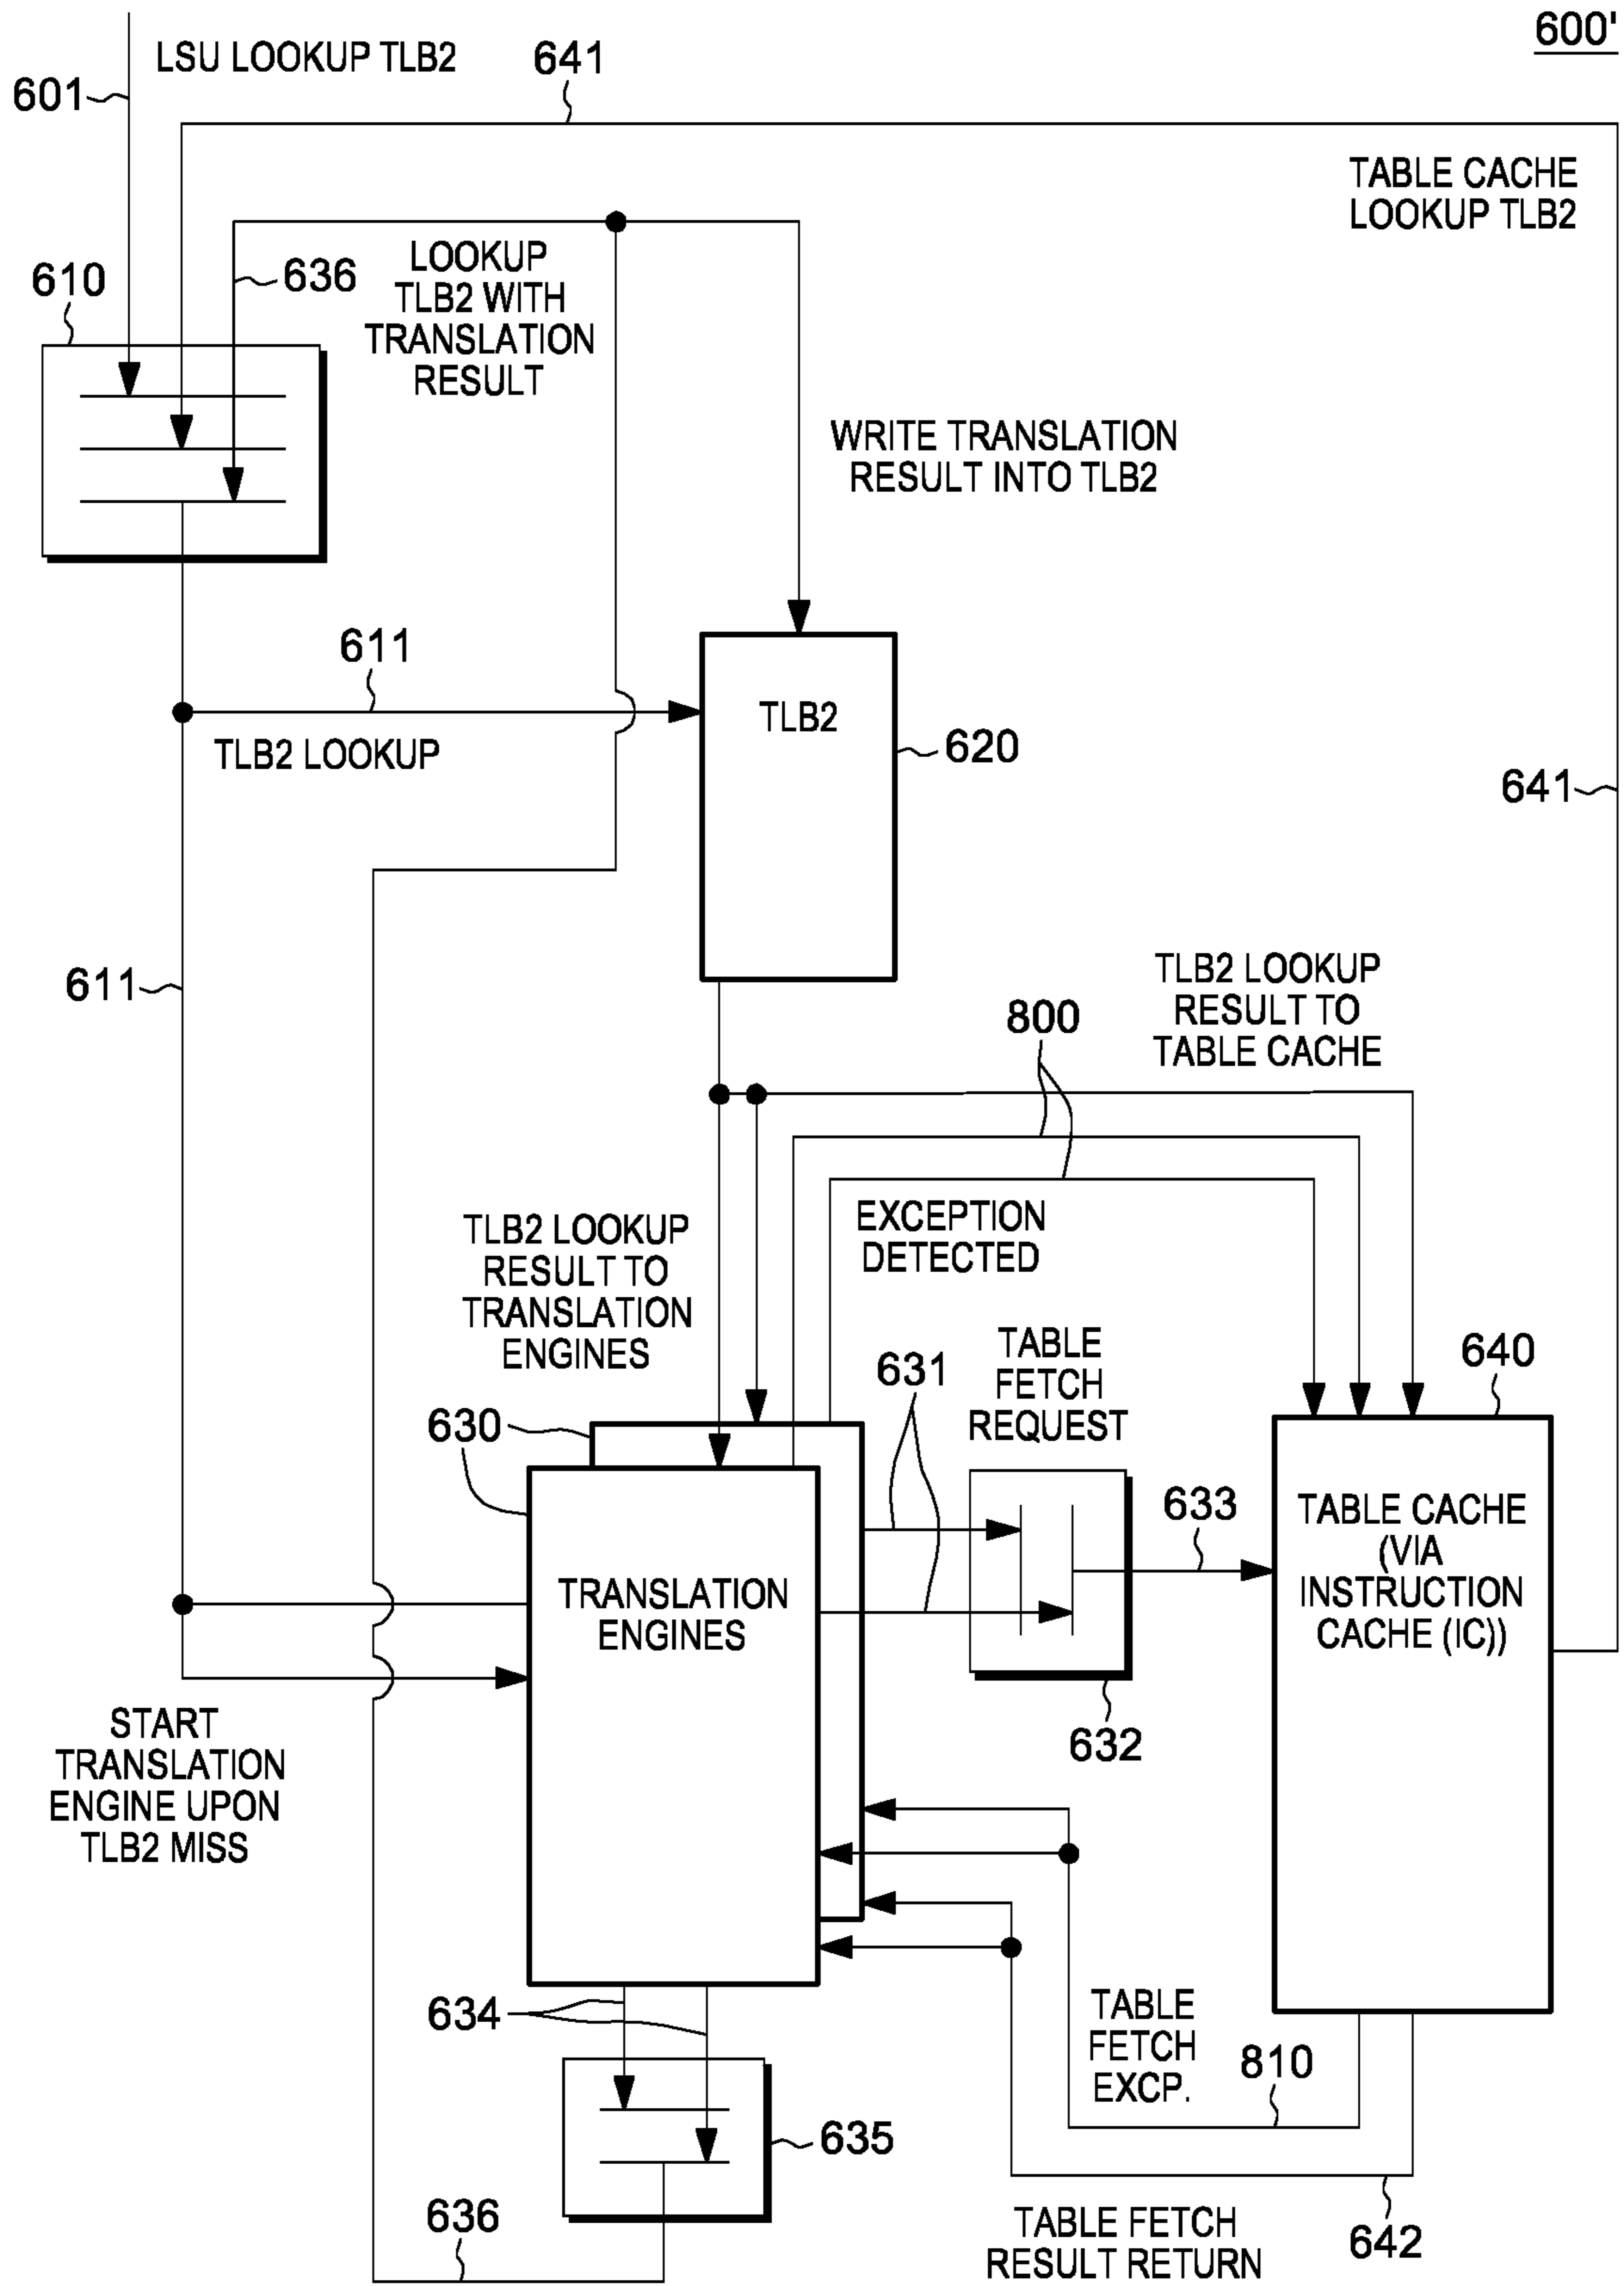 600'
LSU LOOKUP TLB2
641
601
TABLE CACHE
LOOKUP TLB2
610
636
LOOKUP
TLB2 WITH
TRANSLATION
RESULT
WRITE TRANSLATION
RESULT INTO TLB2
611
TLB2 LOOKUP
TLB2
620
641
611
TLB2 LOOKUP
RESULT TO
TABLE CACHE
800
EXCEPTION
DETECTED
TLB2 LOOKUP
RESULT TO
TRANSLATION
ENGINES
631
TABLE
FETCH
REQUEST
640
630
633
TABLE CACHE
(VIA
INSTRUCTION
CACHE (IC))
TRANSLATION
ENGINES
632
START
TRANSLATION
ENGINE UPON
TLB2 MISS
634
TABLE
FETCH
EXCP.
810
635
636
TABLE FETCH
RESULT RETURN
642